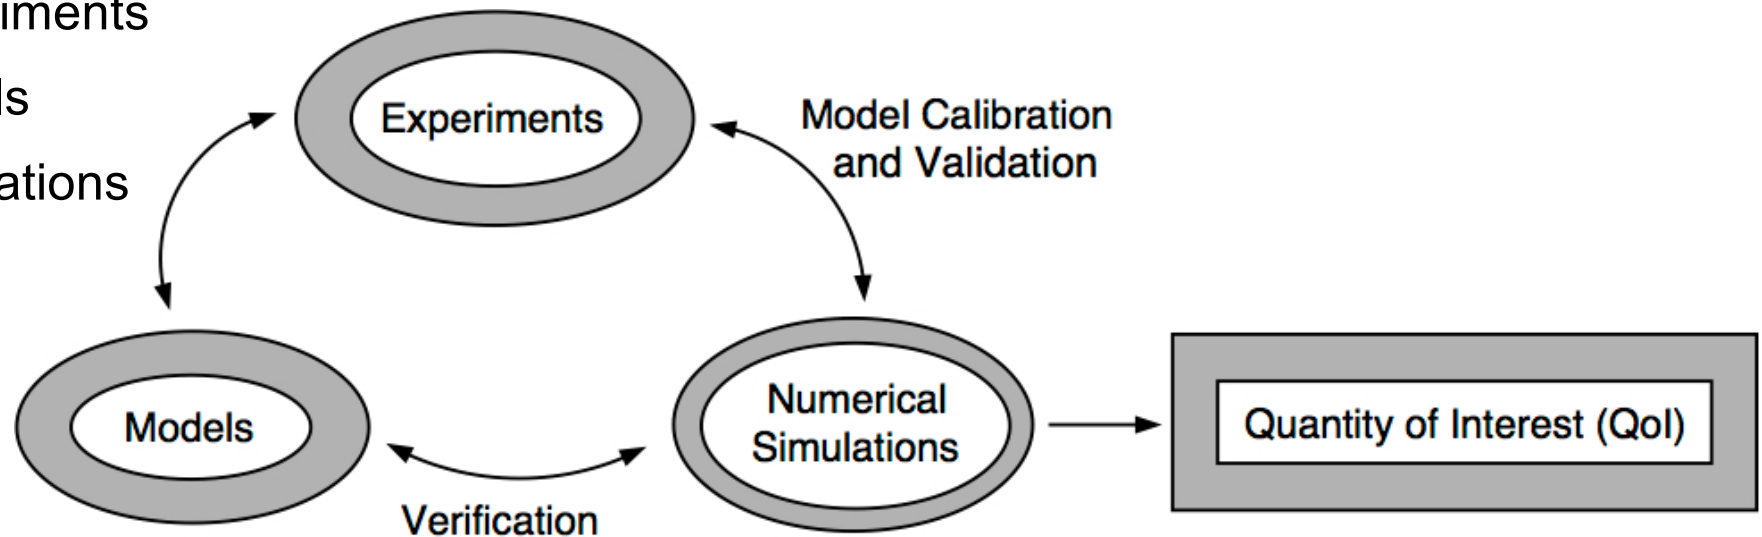 iments
ls
ations
Experiments
Model Calibration
and Validation
Models
Numerical
Simulations
Quantity of Interest (QoI)
Verification